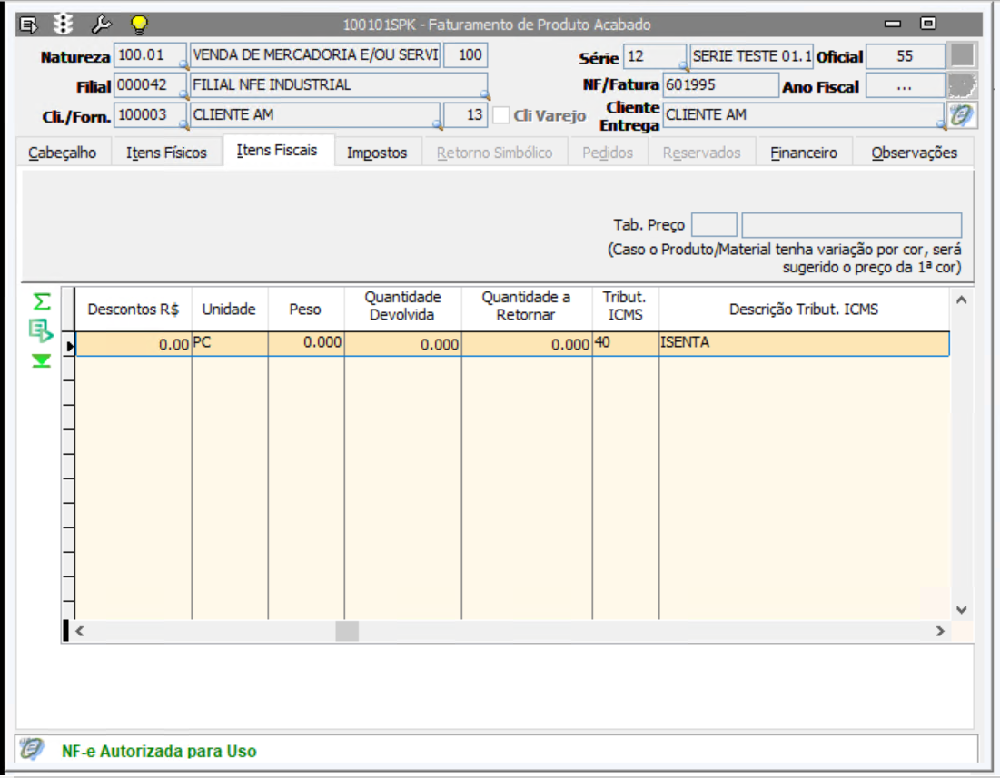 100101SPK - Faturamento de Produto Acabado
Natureza 100.01 VENDA DE MERCADORIA E/OU SERVI 100 Série 12 SERIE TESTE 01.1 Oficial 55
Filial 000042 FILIAL NFE INDUSTRIAL NF/Fatura 601995 Ano Fiscal ...
Cli./Forn. 100003 CLIENTE AM 13 Cli Varejo Cliente Entrega CLIENTE AM
Cabeçalho Itens Físicos Itens Fiscais Impostos Retorno Simbólico Pedidos Reservados Financeiro Observações
Tab. Preço
(Caso o Produto/Material tenha variação por cor, será
sugerido o preço da 1ª cor)
Descontos R$ Unidade Peso Quantidade Devolvida Quantidade a Retornar Tribut. ICMS Descrição Tribut. ICMS
0.00 PC 0.000 0.000 0.000 40 ISENTA
NF-e Autorizada para Uso